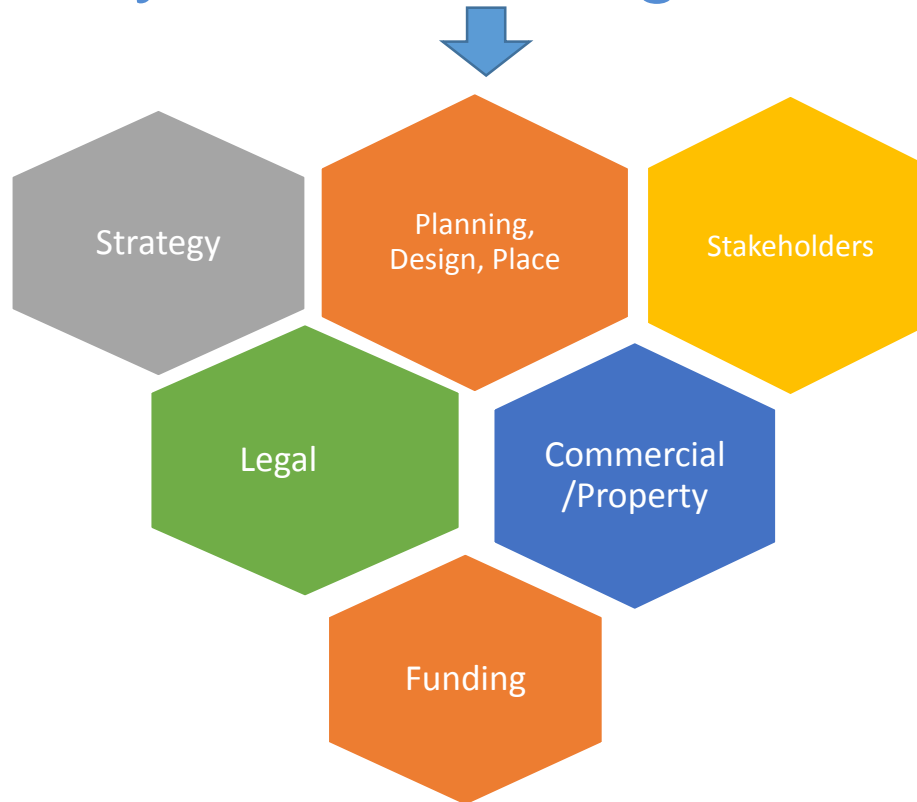 Strategy
Planning,
Design, Place
Stakeholders
Legal
Commercial
/Property
Funding